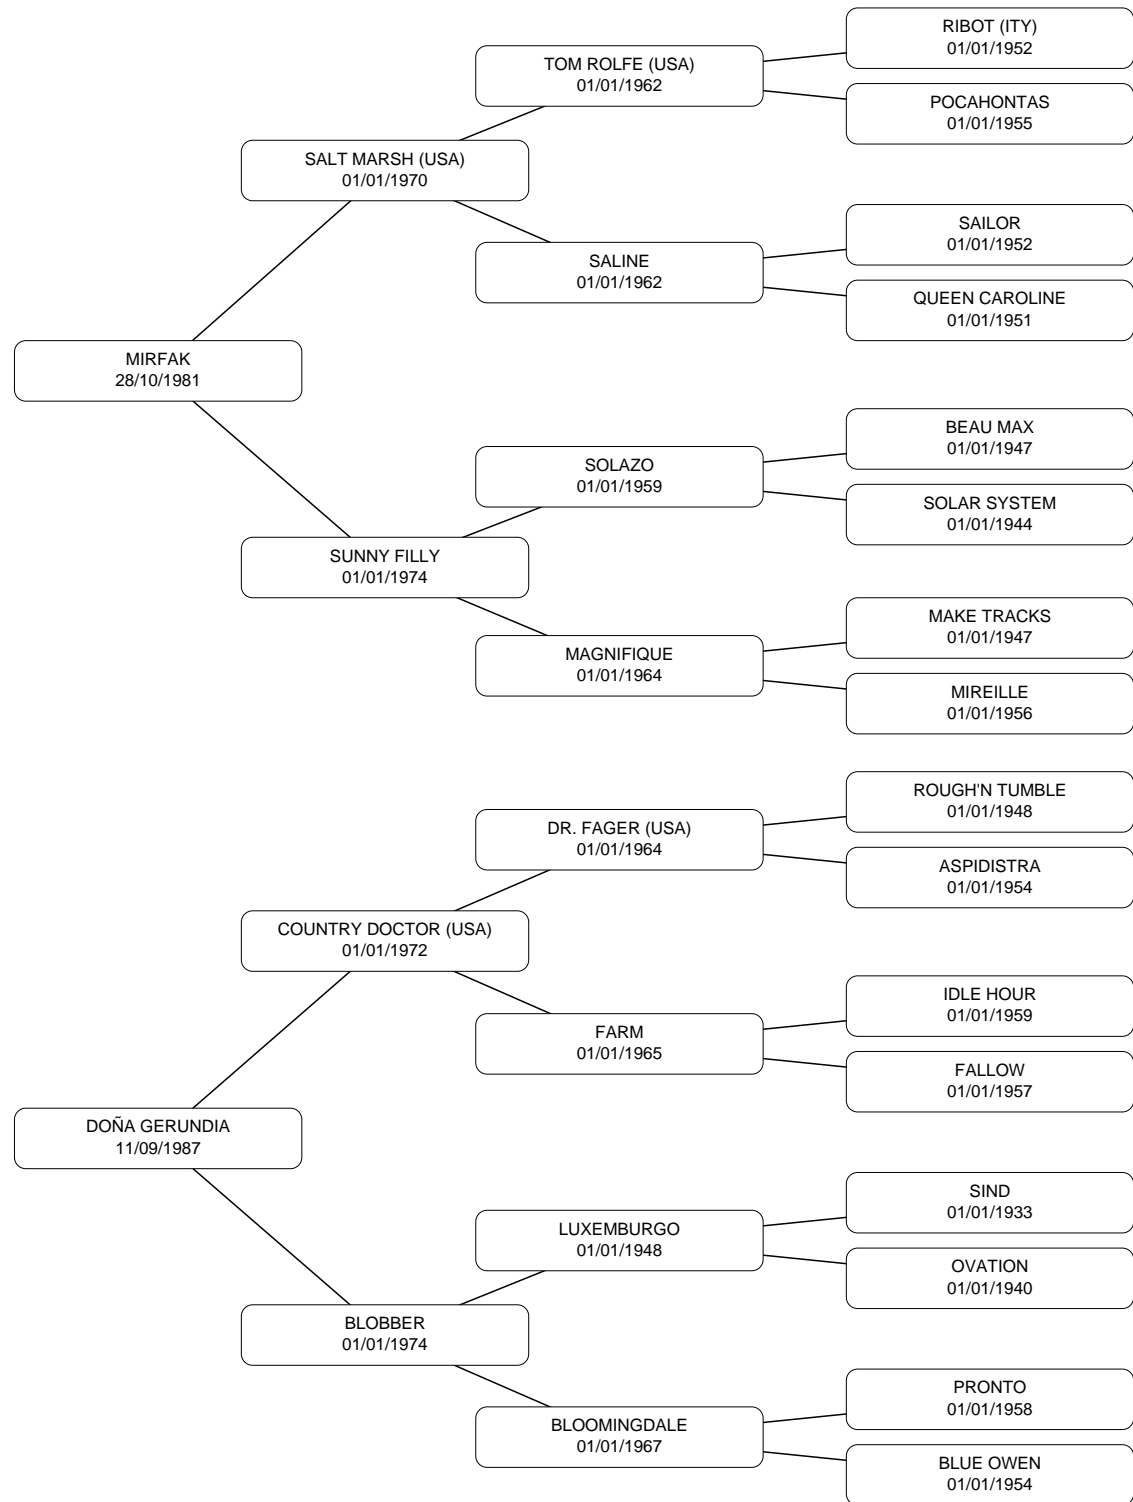 RIBOT (ITY)
01/01/1952
TOM ROLFE (USA)
01/01/1962
POCAHONTAS
01/01/1955
SALT MARSH (USA)
01/01/1970
SAILOR
01/01/1952
SALINE
01/01/1962
QUEEN CAROLINE
01/01/1951
MIRFAK
28/10/1981
BEAU MAX
01/01/1947
SOLAZO
01/01/1959
SOLAR SYSTEM
01/01/1944
SUNNY FILLY
01/01/1974
MAKE TRACKS
01/01/1947
MAGNIFIQUE
01/01/1964
MIREILLE
01/01/1956
ROUGH'N TUMBLE
01/01/1948
DR. FAGER (USA)
01/01/1964
ASPIDISTRA
01/01/1954
COUNTRY DOCTOR (USA)
01/01/1972
IDLE HOUR
01/01/1959
FARM
01/01/1965
FALLOW
01/01/1957
DOÑA GERUNDIA
11/09/1987
SIND
01/01/1933
LUXEMBURGO
01/01/1948
OVATION
01/01/1940
BLOBBER
01/01/1974
PRONTO
01/01/1958
BLOOMINGDALE
01/01/1967
BLUE OWEN
01/01/1954